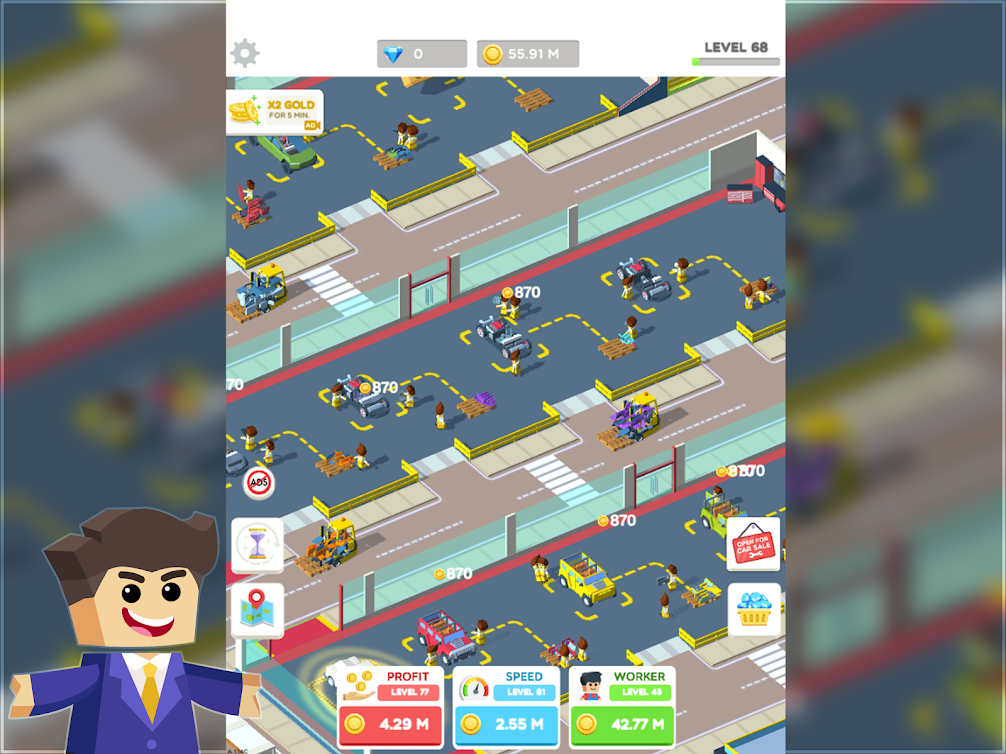 0
55.91 M
LEVEL 68
X2 GOLD
FOR 5 MIN.
AD
870
870
70
ADS
870
870
870
OPEN FOR
CAR SALE
PROFIT
LEVEL 77
4.29 M
SPEED
LEVEL 61
2.55 M
WORKER
LEVEL 45
42.77 M